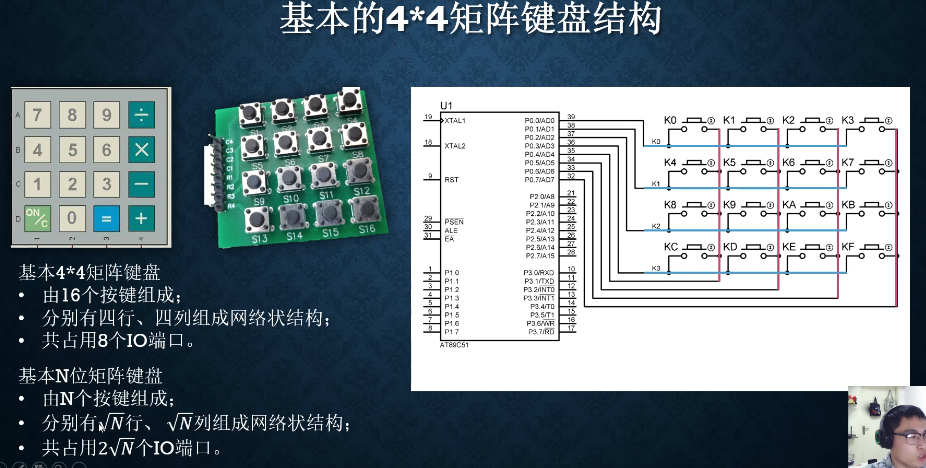 基本的4*4矩阵键盘结构
7 8 9 ÷
4 5 6 ×
1 2 3 −
ON/C 0 = +
A
B
C
D
1 2 3 4
C4
C3
C2
C1
R1
R2
R3
R4
S5 S6 S7 S8
S9 S10 S11 S12
S13 S14 S15 S16
U1
19 XTAL1
18 XTAL2
9 RST
29 PSEN
30 ALE
31 EA
1 P1.0
2 P1.1
3 P1.2
4 P1.3
5 P1.4
6 P1.5
7 P1.6
8 P1.7
P0.0/AD0 39
P0.1/AD1 38
P0.2/AD2 37
P0.3/AD3 36
P0.4/AD4 35
P0.5/AD5 34
P0.6/AD6 33
P0.7/AD7 32
P2.0/A8 21
P2.1/A9 22
P2.2/A10 23
P2.3/A11 24
P2.4/A12 25
P2.5/A13 26
P2.6/A14 27
P2.7/A15 28
P3.0/RXD 10
P3.1/TXD 11
P3.2/INT0 12
P3.3/INT1 13
P3.4/T0 14
P3.5/T1 15
P3.6/WR 16
P3.7/RD 17
AT89C51
K0 K1 K2 K3
K0
K4 K5 K6 K7
K1
K8 K9 KA KB
K2
KC KD KE KF
K3
基本4*4矩阵键盘
• 由16个按键组成；
• 分别有四行、四列组成网络状结构；
• 共占用8个IO端口。
基本N位矩阵键盘
• 由N个按键组成；
• 分别有√N行、√N列组成网络状结构；
• 共占用2√N个IO端口。